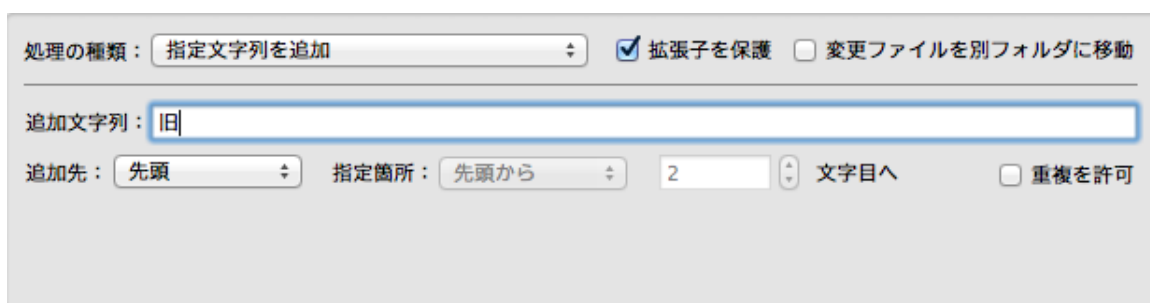 処理の種類： 指定文字列を追加 拡張子を保護 変更ファイルを別フォルダに移動
追加文字列： 旧
追加先： 先頭 指定箇所： 先頭から 2 文字目へ 重複を許可